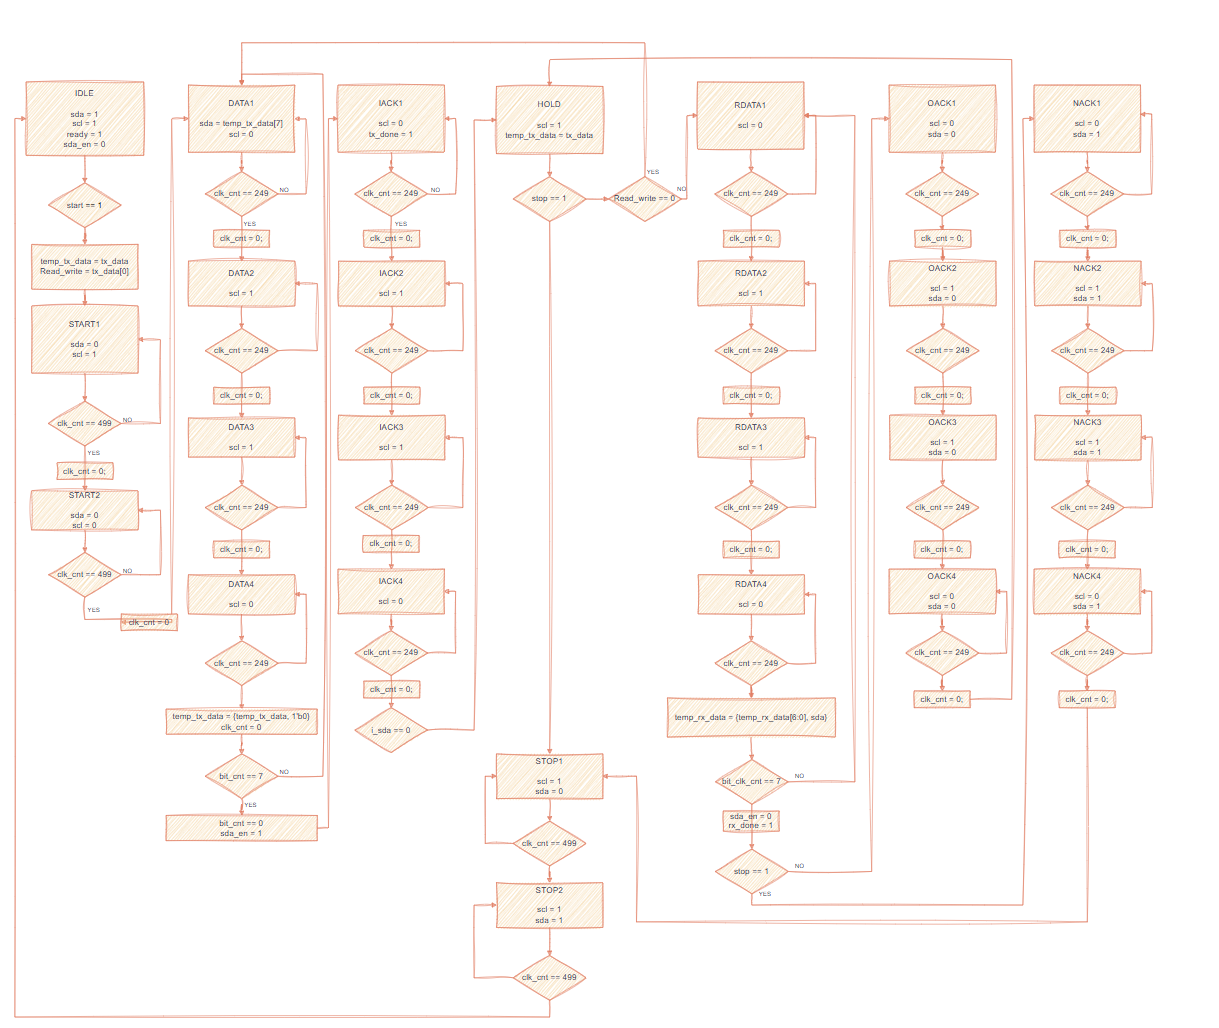 IDLE
sda = 1
scl = 1
ready = 1
sda_en = 0
start == 1
temp_tx_data = tx_data
Read_write = tx_data[0]
START1
sda = 0
scl = 1
clk_cnt == 499
NO
YES
clk_cnt = 0;
START2
sda = 0
scl = 0
clk_cnt == 499
NO
YES
clk_cnt = 0
DATA1
sda = temp_tx_data[7]
scl = 0
clk_cnt == 249
NO
YES
clk_cnt = 0;
DATA2
scl = 1
clk_cnt == 249
clk_cnt = 0;
DATA3
scl = 1
clk_cnt == 249
clk_cnt = 0;
DATA4
scl = 0
clk_cnt == 249
temp_tx_data = {temp_tx_data, 1'b0}
clk_cnt = 0
bit_cnt == 7
NO
YES
bit_cnt == 0
sda_en = 1
IACK1
scl = 0
tx_done = 1
clk_cnt == 249
NO
YES
clk_cnt = 0;
IACK2
scl = 1
clk_cnt == 249
clk_cnt = 0;
IACK3
scl = 1
clk_cnt == 249
clk_cnt = 0;
IACK4
scl = 0
clk_cnt == 249
clk_cnt = 0;
i_sda == 0
HOLD
scl = 1
temp_tx_data = tx_data
stop == 1
Read_write == 0
YES
NO
STOP1
scl = 1
sda = 0
clk_cnt == 499
STOP2
scl = 1
sda = 1
clk_cnt == 499
RDATA1
scl = 0
clk_cnt == 249
clk_cnt = 0;
RDATA2
scl = 1
clk_cnt == 249
clk_cnt = 0;
RDATA3
scl = 1
clk_cnt == 249
clk_cnt = 0;
RDATA4
scl = 0
clk_cnt == 249
temp_rx_data = {temp_rx_data[6:0], sda}
bit_clk_cnt == 7
NO
sda_en = 0
rx_done = 1
stop == 1
NO
YES
OACK1
scl = 0
sda = 0
clk_cnt == 249
clk_cnt = 0;
OACK2
scl = 1
sda = 0
clk_cnt == 249
clk_cnt = 0;
OACK3
scl = 1
sda = 0
clk_cnt == 249
clk_cnt = 0;
OACK4
scl = 0
sda = 0
clk_cnt == 249
clk_cnt = 0;
NACK1
scl = 0
sda = 1
clk_cnt == 249
clk_cnt = 0;
NACK2
scl = 1
sda = 1
clk_cnt == 249
clk_cnt = 0;
NACK3
scl = 1
sda = 1
clk_cnt == 249
clk_cnt = 0;
NACK4
scl = 0
sda = 1
clk_cnt == 249
clk_cnt = 0;